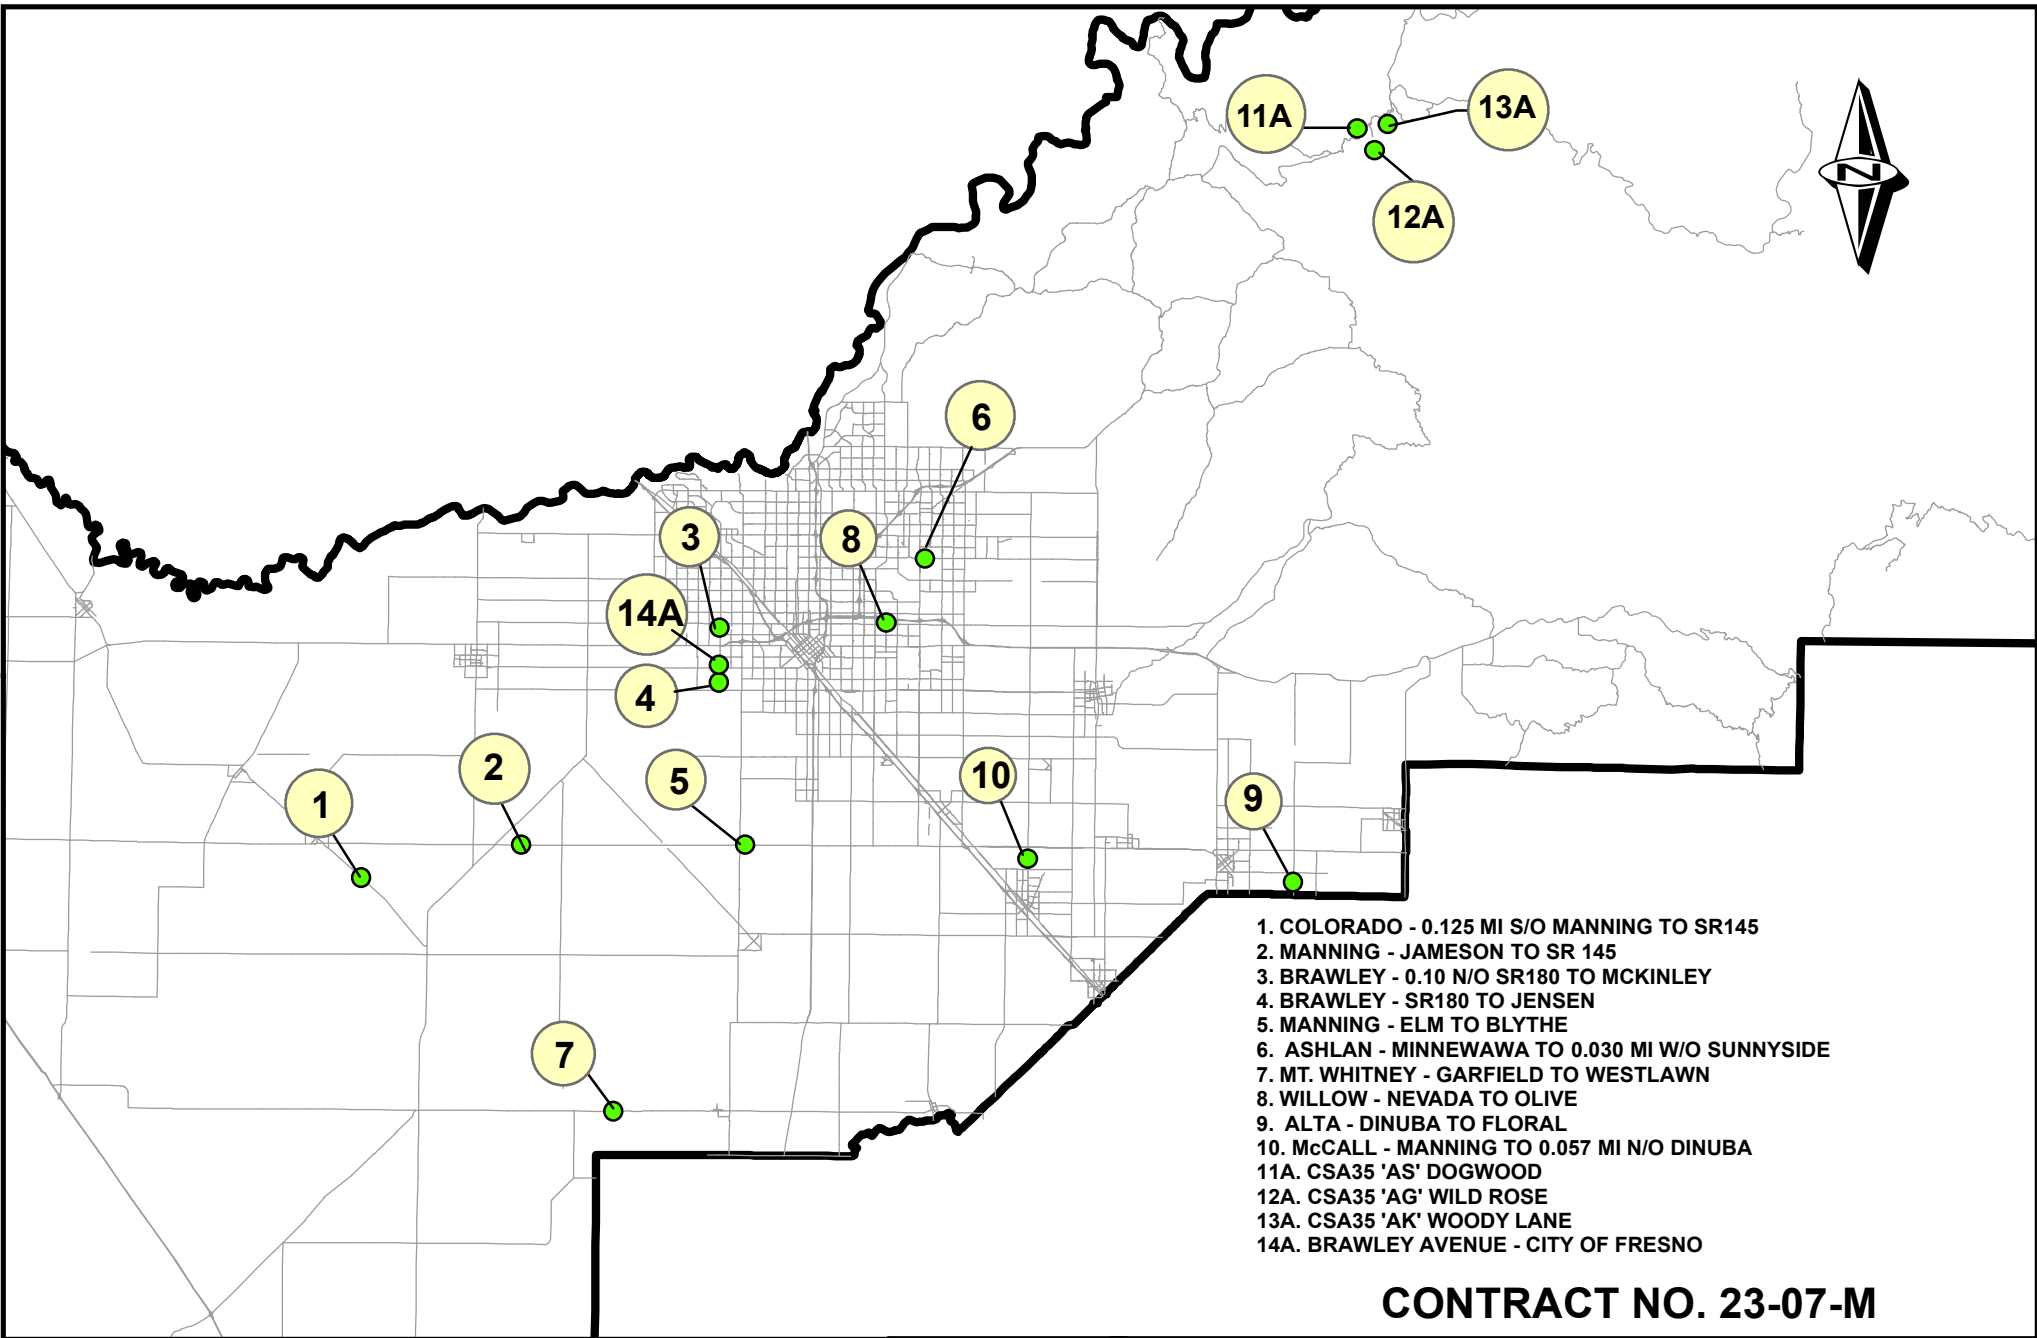 11A
13A
N
12A
6
3
8
14A
4
2
5
10
1
9
7
1. COLORADO - 0.125 MI S/O MANNING TO SR145
2. MANNING - JAMESON TO SR 145
3. BRAWLEY - 0.10 N/O SR180 TO MCKINLEY
4. BRAWLEY - SR180 TO JENSEN
5. MANNING - ELM TO BLYTHE
6. ASHLAN - MINNEWAWA TO 0.030 MI W/O SUNNYSIDE
7. MT. WHITNEY - GARFIELD TO WESTLAWN
8. WILLOW - NEVADA TO OLIVE
9. ALTA - DINUBA TO FLORAL
10. McCALL - MANNING TO 0.057 MI N/O DINUBA
11A. CSA35 'AS' DOGWOOD
12A. CSA35 'AG' WILD ROSE
13A. CSA35 'AK' WOODY LANE
14A. BRAWLEY AVENUE - CITY OF FRESNO
CONTRACT NO. 23-07-M